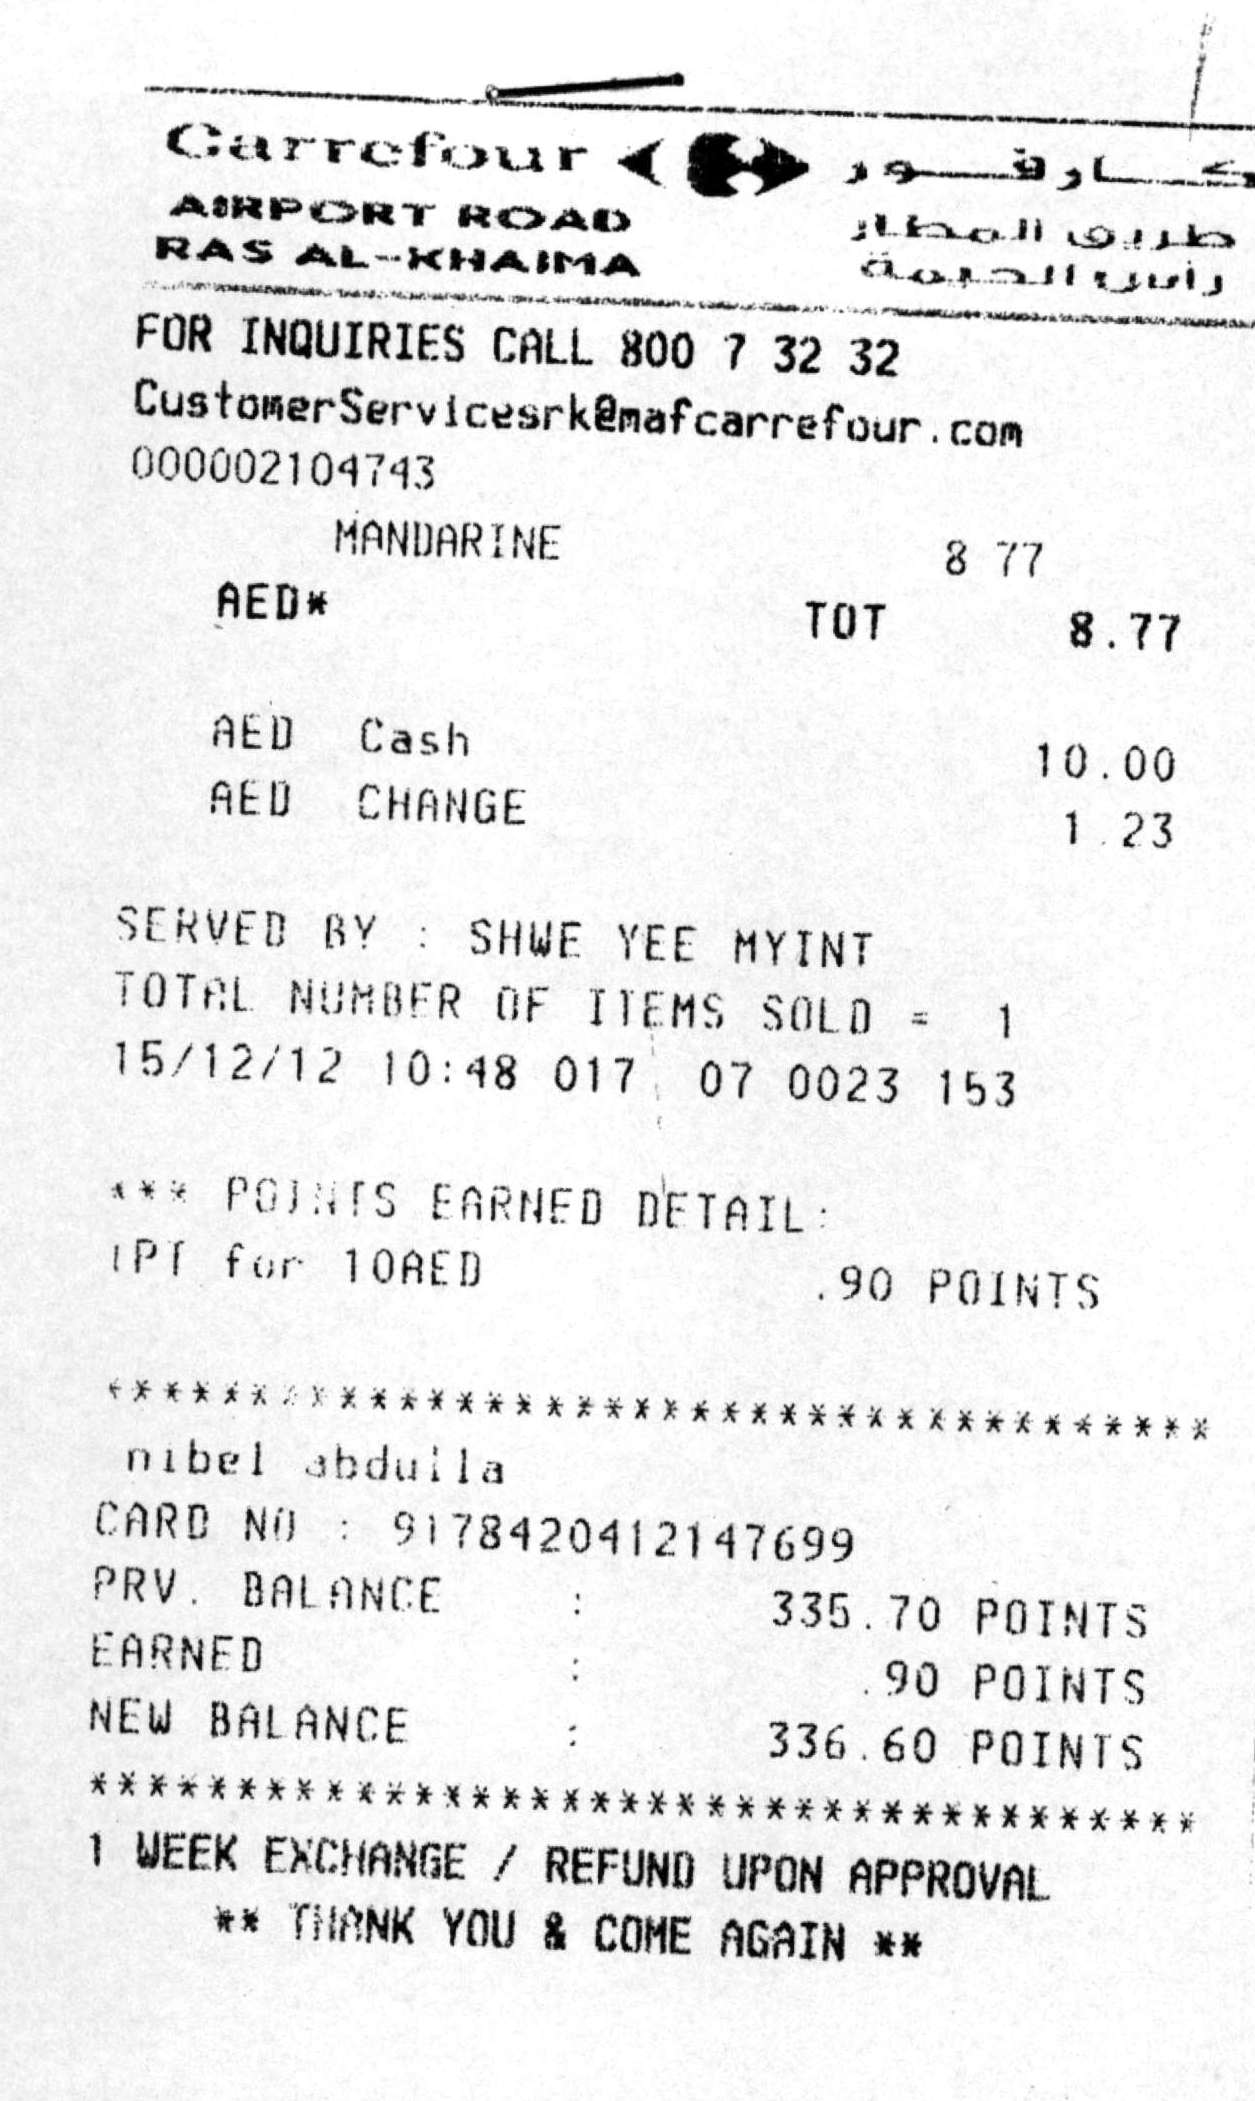 Carrefour كارفور
AIRPORT ROAD طريق المطار
RAS AL-KHAIMA رأس الخيمة
FOR INQUIRIES CALL 800 7 32 32
CustomerServicesrk@mafcarrefour.com
000002104743
MANDARINE 8 77
AED* TOT 8.77
AED Cash 10.00
AED CHANGE 1.23
SERVED BY : SHWE YEE MYINT
TOTAL NUMBER OF ITEMS SOLD = 1
15/12/12 10:48 017 07 0023 153
*** POINTS EARNED DETAIL:
1PT for 10AED .90 POINTS
**************************************
nibel abdulla
CARD NO : 9178420412147699
PRV. BALANCE : 335.70 POINTS
EARNED : .90 POINTS
NEW BALANCE : 336.60 POINTS
**************************************
1 WEEK EXCHANGE / REFUND UPON APPROVAL
** THANK YOU & COME AGAIN **